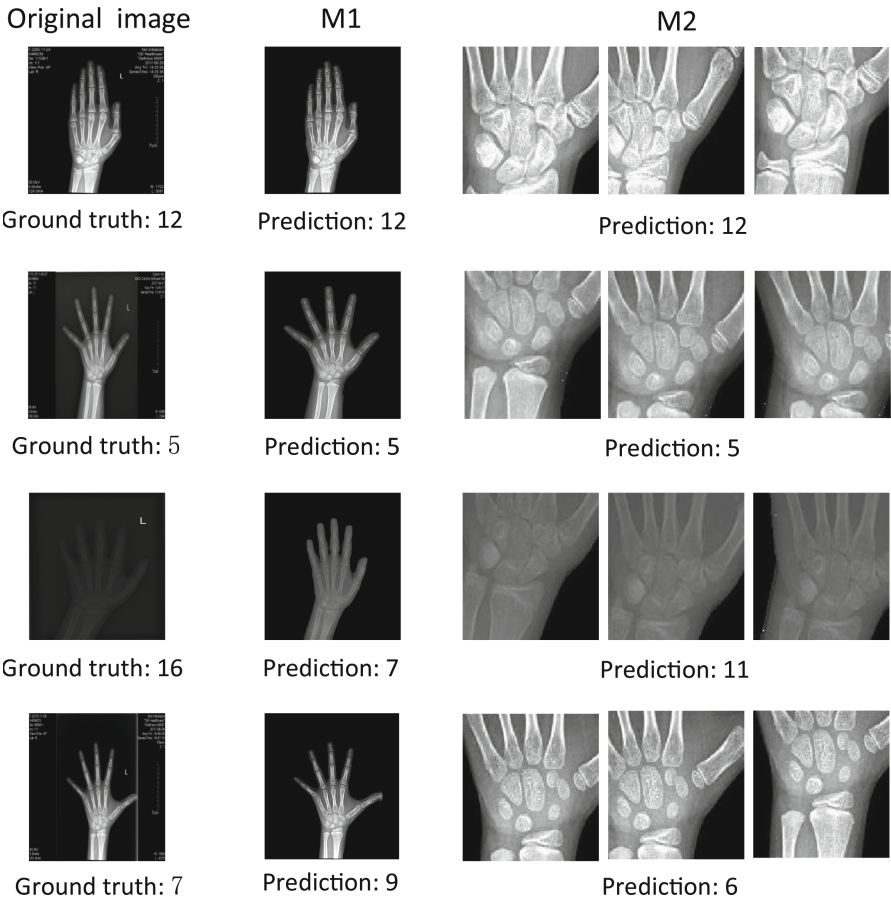 Original image M1 M2
L
Ground truth: 12 Prediction: 12 Prediction: 12
L
Ground truth: 5 Prediction: 5 Prediction: 5
L
Ground truth: 16 Prediction: 7 Prediction: 11
L
Ground truth: 7 Prediction: 9 Prediction: 6